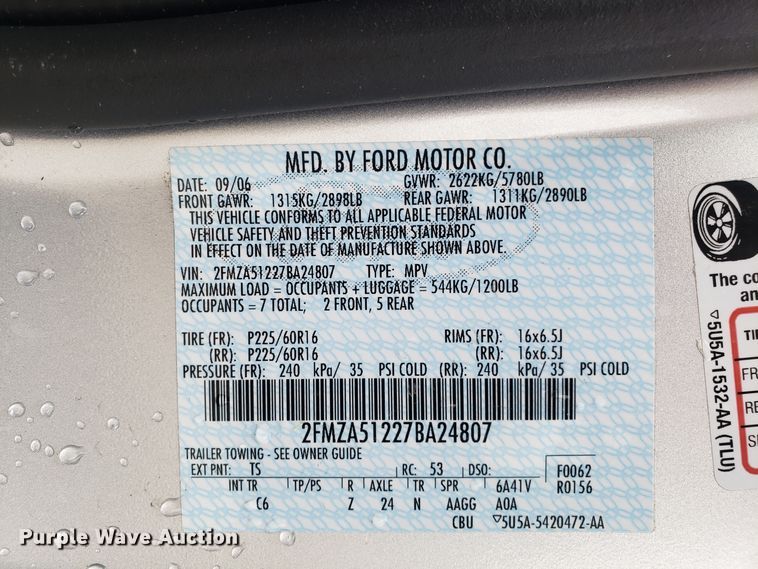 MFD. BY FORD MOTOR CO.
DATE: 09/06 GVWR: 2622KG/5780LB
FRONT GAWR: 1315KG/2898LB REAR GAWR: 1311KG/2890LB
THIS VEHICLE CONFORMS TO ALL APPLICABLE FEDERAL MOTOR
VEHICLE SAFETY AND THEFT PREVENTION STANDARDS
IN EFFECT ON THE DATE OF MANUFACTURE SHOWN ABOVE.
VIN: 2FMZA51227BA24807 TYPE: MPV
MAXIMUM LOAD = OCCUPANTS + LUGGAGE = 544KG/1200LB
OCCUPANTS = 7 TOTAL; 2 FRONT, 5 REAR
TIRE (FR): P225/60R16 RIMS (FR): 16x6.5J
(RR): P225/60R16 (RR): 16x6.5J
PRESSURE (FR): 240 kPa/ 35 PSI COLD (RR): 240 kPa/ 35 PSI COLD
2FMZA51227BA24807
TRAILER TOWING - SEE OWNER GUIDE
EXT PNT: TS RC: 53 DSO: F0062
INT TR TP/PS R AXLE TR SPR 6A41V R0156
C6 Z 24 N AAGG AOA
CBU ▽5U5A-5420472-AA
The co
an
▽5U5A-1532-AA (TLU)
TI
FR
RE
S
Purple Wave Auction